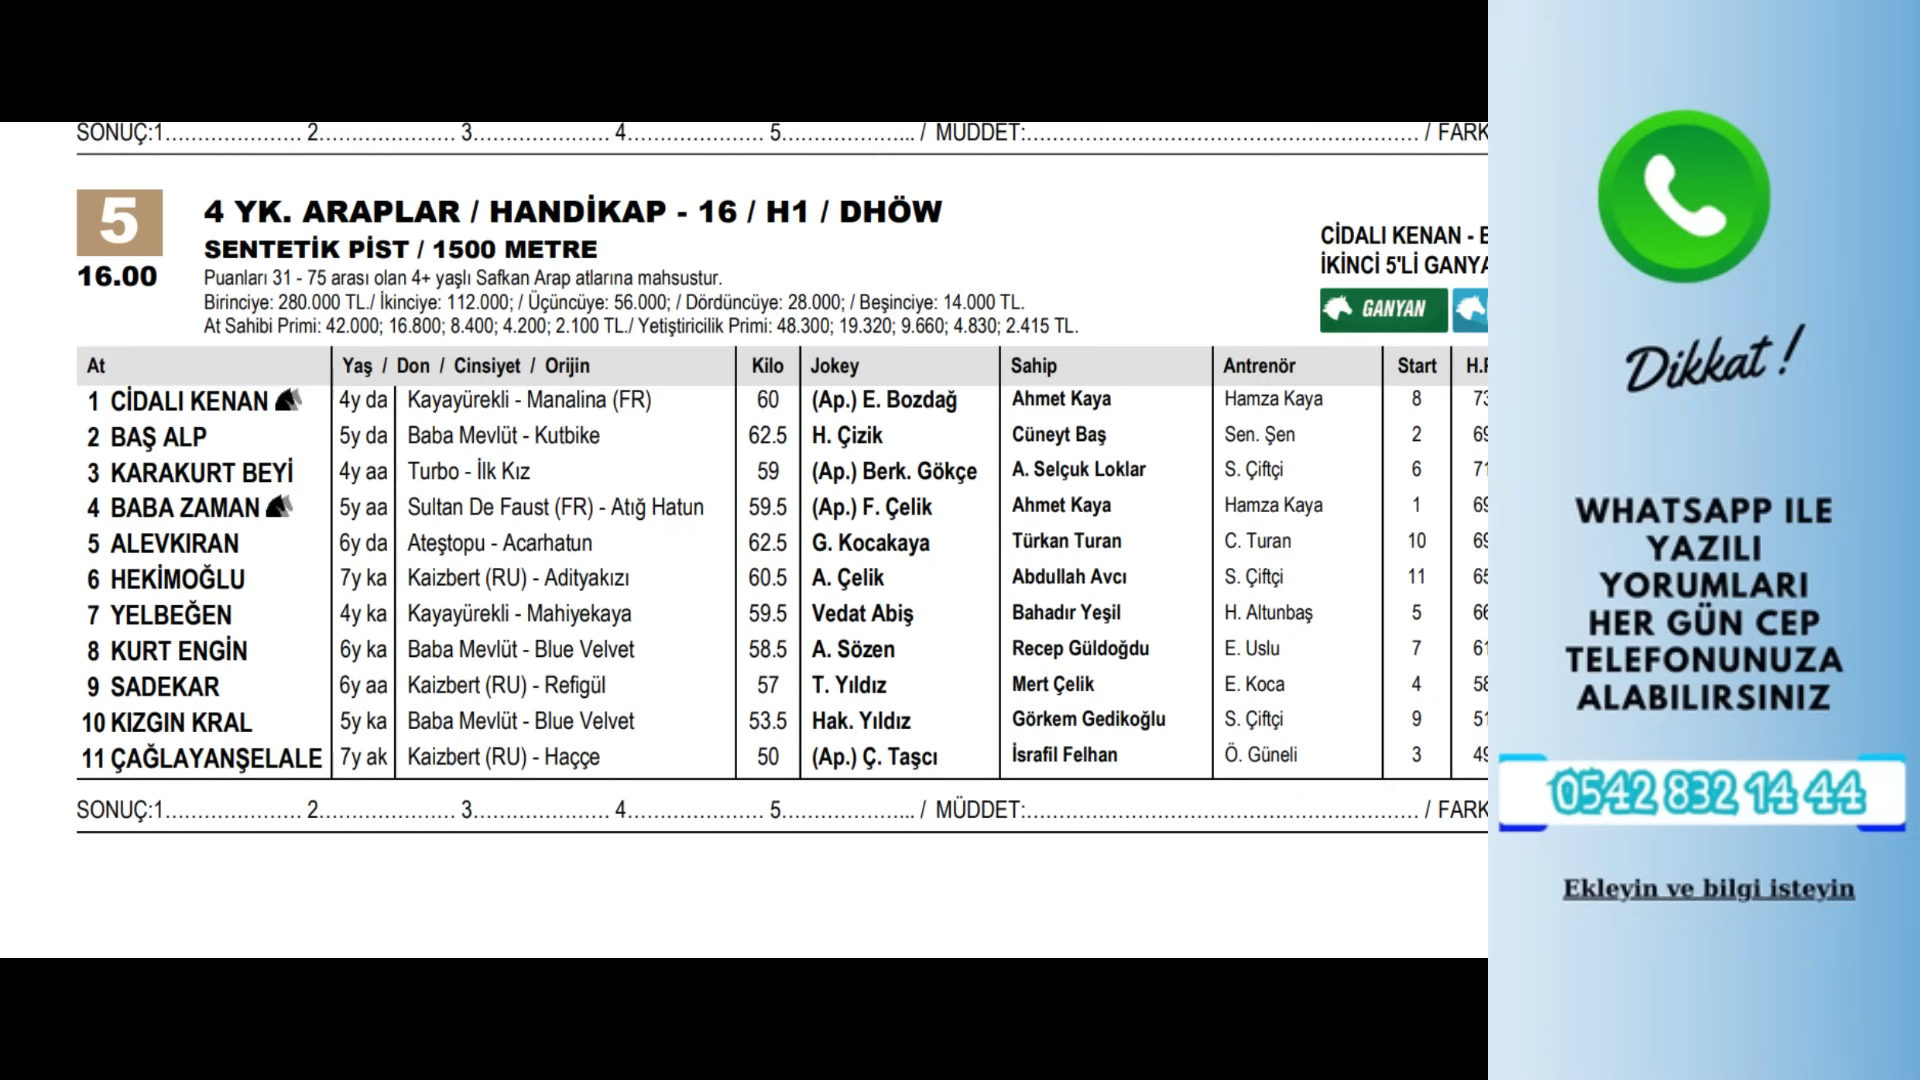 SONUÇ:1..................... 2..................... 3..................... 4..................... 5..................... / MÜDDET:............................................................. / FARK
5
16.00
4 YK. ARAPLAR / HANDİKAP - 16 / H1 / DHÖW
SENTETİK PİST / 1500 METRE
Puanları 31 - 75 arası olan 4+ yaşlı Safkan Arap atlarına mahsustur.
Birinciye: 280.000 TL./ İkinciye: 112.000; / Üçüncüye: 56.000; / Dördüncüye: 28.000; / Beşinciye: 14.000 TL.
At Sahibi Primi: 42.000; 16.800; 8.400; 4.200; 2.100 TL./ Yetiştiricilik Primi: 48.300; 19.320; 9.660; 4.830; 2.415 TL.
CİDALI KENAN -
İKİNCİ 5'Lİ
GANYAN
At Yaş / Don / Cinsiyet / Orijin Kilo Jokey Sahip Antrenör Start
1 CİDALI KENAN 4y da Kayayürekli - Manalina (FR) 60 (Ap.) E. Bozdağ Ahmet Kaya Hamza Kaya 8
2 BAŞ ALP 5y da Baba Mevlüt - Kutbike 62.5 H. Çizik Cüneyt Baş Sen. Şen 2
3 KARAKURT BEYİ 4y aa Turbo - İlk Kız 59 (Ap.) Berk. Gökçe A. Selçuk Loklar S. Çiftçi 6
4 BABA ZAMAN 5y aa Sultan De Faust (FR) - Atığ Hatun 59.5 (Ap.) F. Çelik Ahmet Kaya Hamza Kaya 1
5 ALEVKIRAN 6y da Ateştopu - Acarhatun 62.5 G. Kocakaya Türkan Turan C. Turan 10
6 HEKİMOĞLU 7y ka Kaizbert (RU) - Adityakızı 60.5 A. Çelik Abdullah Avcı S. Çiftçi 11
7 YELBEĞEN 4y ka Kayayürekli - Mahiyekaya 59.5 Vedat Abiş Bahadır Yeşil H. Altunbaş 5
8 KURT ENGİN 6y ka Baba Mevlüt - Blue Velvet 58.5 A. Sözen Recep Güldoğdu E. Uslu 7
9 SADEKAR 6y aa Kaizbert (RU) - Refigül 57 T. Yıldız Mert Çelik E. Koca 4
10 KIZGIN KRAL 5y ka Baba Mevlüt - Blue Velvet 53.5 Hak. Yıldız Görkem Gedikoğlu S. Çiftçi 9
11 ÇAĞLAYANŞELALE 7y ak Kaizbert (RU) - Haççe 50 (Ap.) Ç. Taşcı İsrafil Felhan Ö. Güneli 3
SONUÇ:1..................... 2..................... 3..................... 4..................... 5..................... / MÜDDET:............................................................. / FARK
Dikkat !
WHATSAPP ILE
YAZILI
YORUMLARI
HER GÜN CEP
TELEFONUNUZA
ALABILIRSINIZ
0542 832 14 44
Ekleyin ve bilgi isteyin